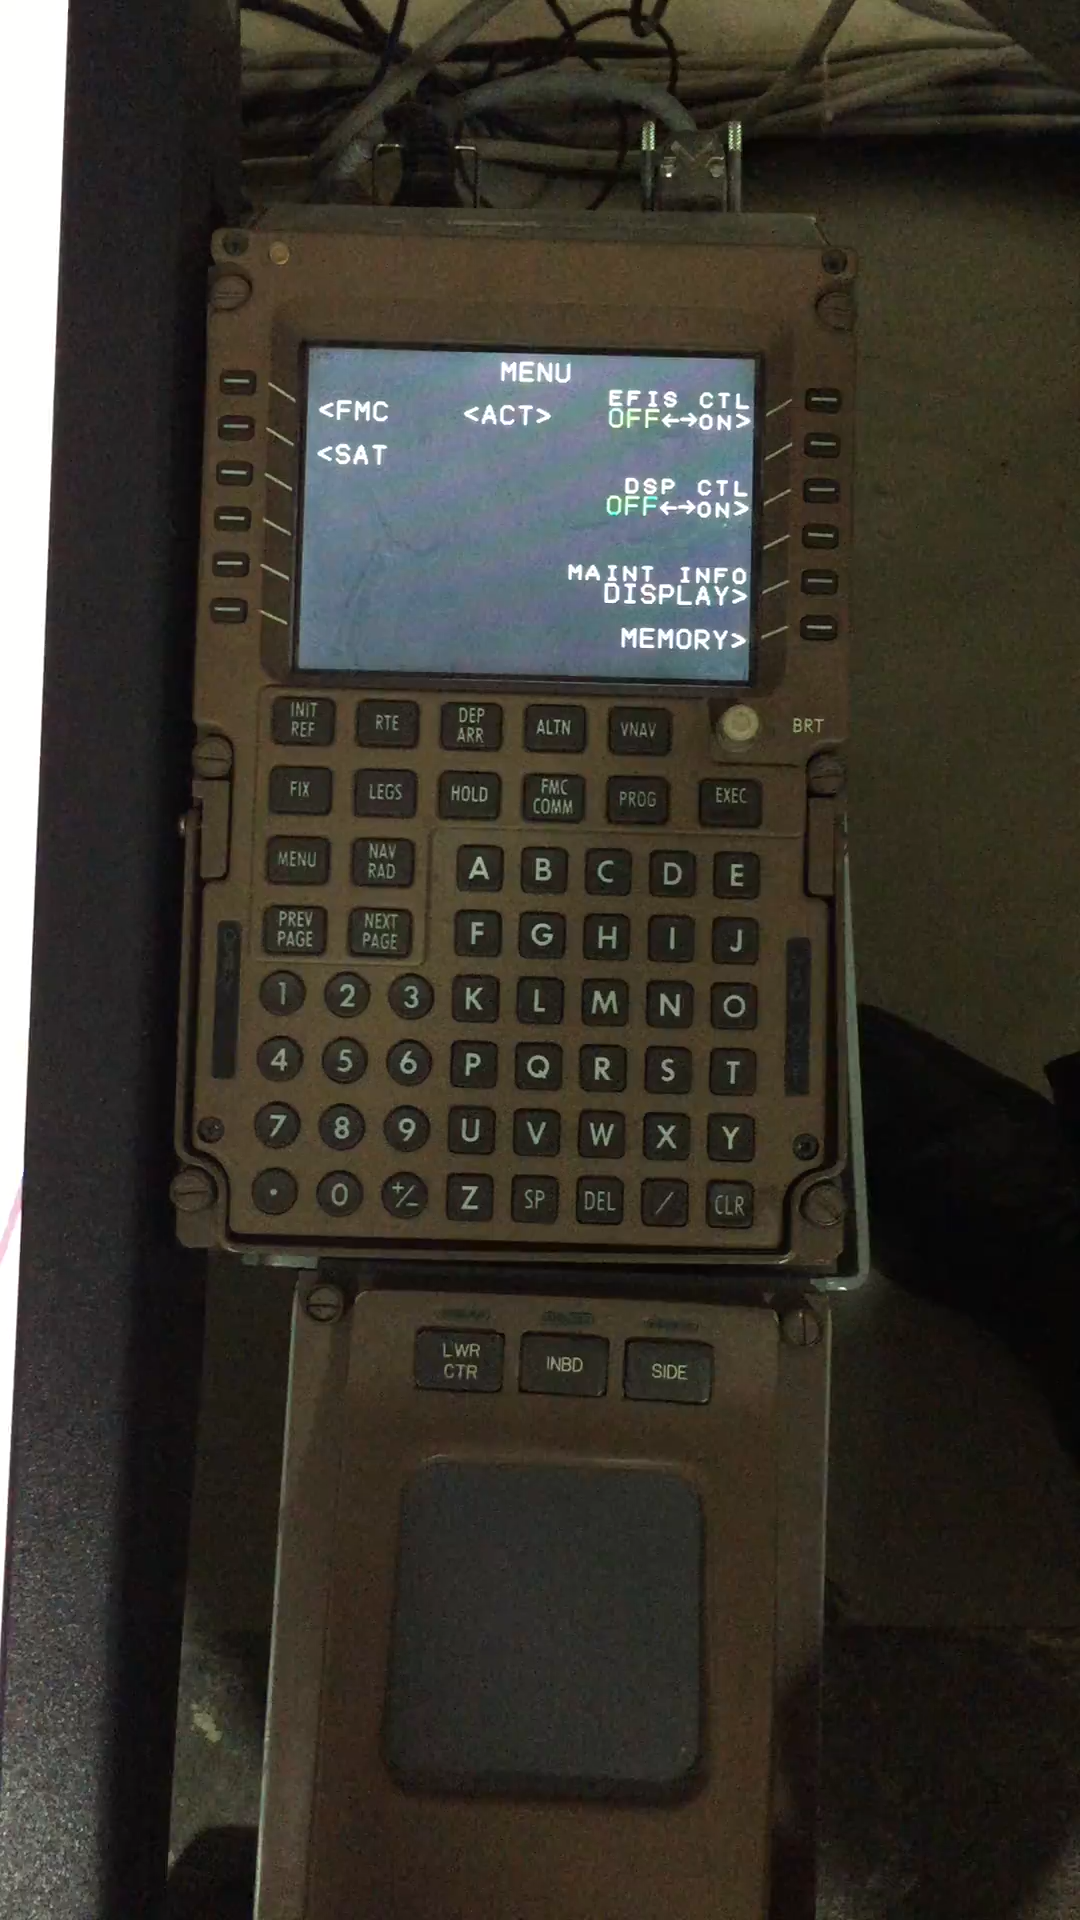 MENU
<FMC <ACT> EFIS CTL
OFF←→ON>
<SAT
DSP CTL
OFF←→ON>
MAINT INFO
DISPLAY>
MEMORY>
INIT REF RTE DEP ARR ALTN VNAV BRT
FIX LEGS HOLD FMC COMM PROG EXEC
MENU NAV RAD A B C D E
PREV PAGE NEXT PAGE F G H I J
1 2 3 K L M N O
4 5 6 P Q R S T
7 8 9 U V W X Y
. 0 +/- Z SP DEL / CLR
LWR CTR INBD SIDE